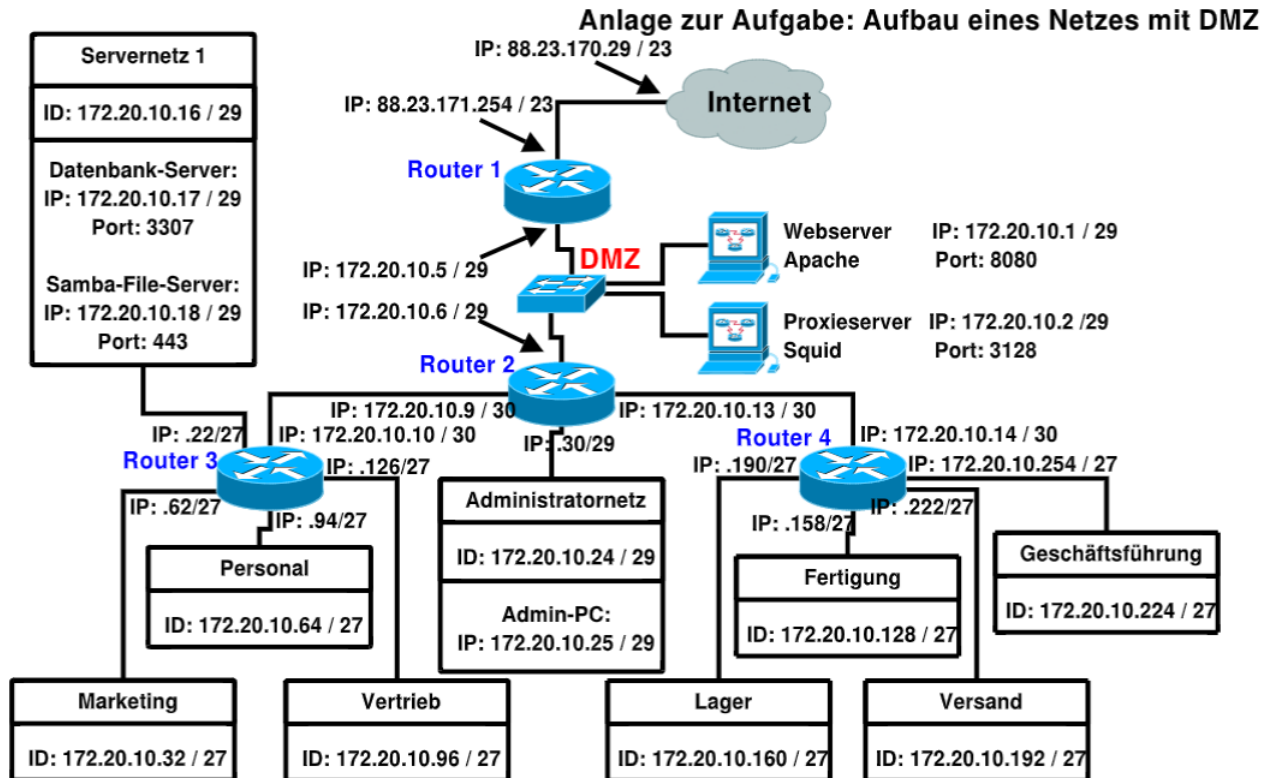 Anlage zur Aufgabe: Aufbau eines Netzes mit DMZ
Servernetz 1
ID: 172.20.10.16 / 29
Datenbank-Server:
IP: 172.20.10.17 / 29
Port: 3307
Samba-File-Server:
IP: 172.20.10.18 / 29
Port: 443
IP: 88.23.170.29 / 23
Internet
IP: 88.23.171.254 / 23
Router 1
IP: 172.20.10.5 / 29
DMZ
IP: 172.20.10.6 / 29
Webserver IP: 172.20.10.1 / 29
Apache Port: 8080
Proxieserver IP: 172.20.10.2 /29
Squid Port: 3128
Router 2
IP: 172.20.10.9 / 30
IP: 172.20.10.13 / 30
IP: .30/29
IP: .22/27
IP: 172.20.10.10 / 30
Router 3
IP: .126/27
IP: .62/27
IP: .94/27
Router 4
IP: 172.20.10.14 / 30
IP: .190/27
IP: 172.20.10.254 / 27
IP: .158/27
IP: .222/27
Personal
ID: 172.20.10.64 / 27
Administratornetz
ID: 172.20.10.24 / 29
Admin-PC:
IP: 172.20.10.25 / 29
Fertigung
ID: 172.20.10.128 / 27
Geschäftsführung
ID: 172.20.10.224 / 27
Marketing
ID: 172.20.10.32 / 27
Vertrieb
ID: 172.20.10.96 / 27
Lager
ID: 172.20.10.160 / 27
Versand
ID: 172.20.10.192 / 27